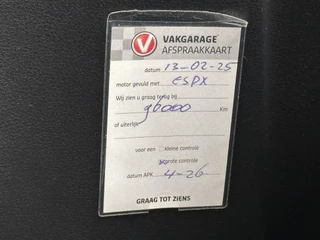 VAKGARAGE
AFSPRAAKKAART
datum 13-02-25
motor gevuld met ESPX
Wij zien u graag terug bij
96000 Km
of uiterlijk
voor een kleine controle
grote controle
datum APK 4-26
GRAAG TOT ZIENS